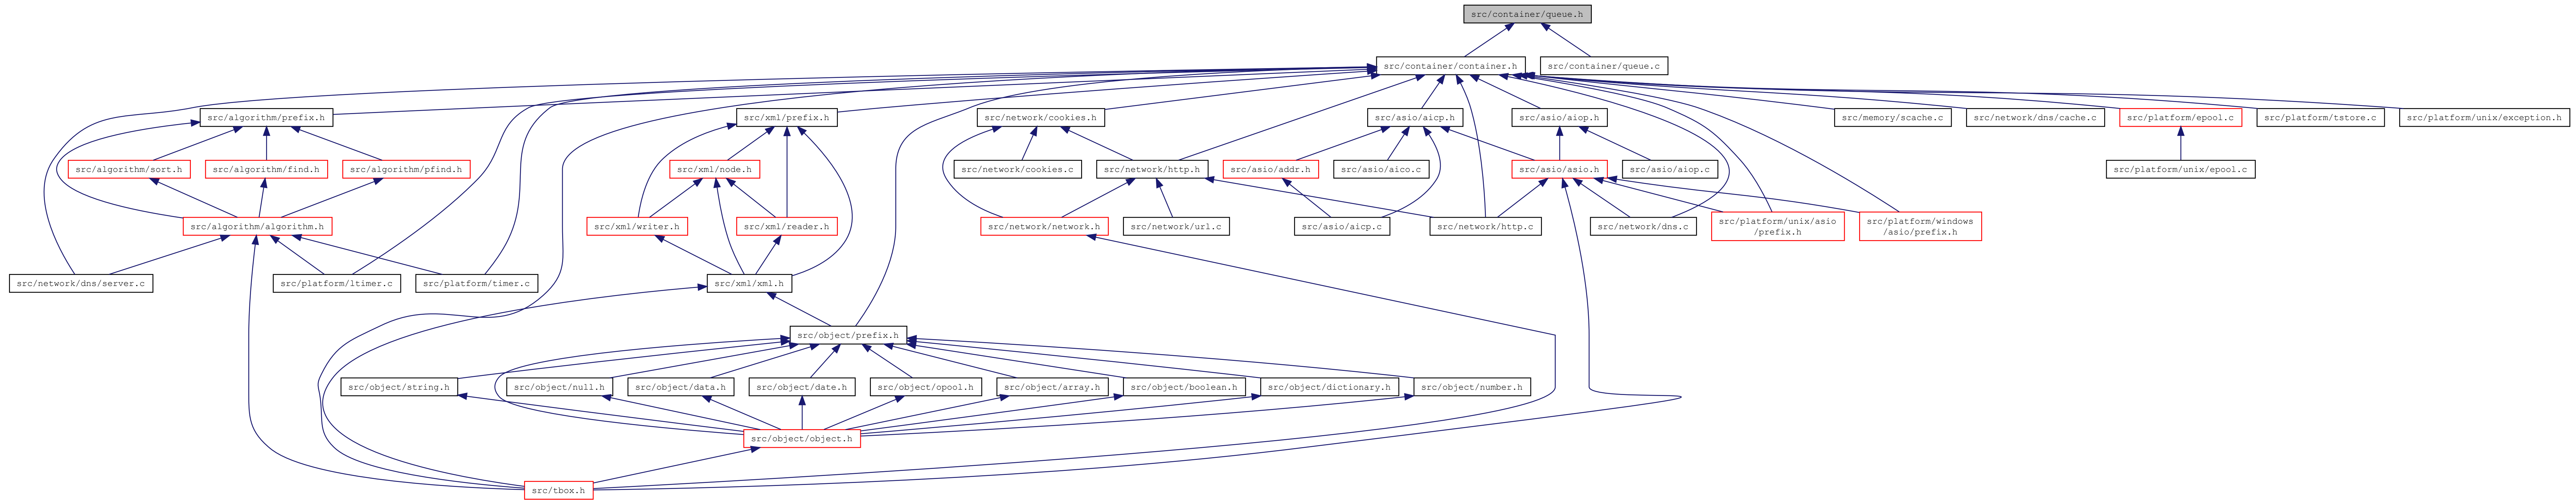 src/container/queue.h
src/container/container.h
src/container/queue.c
src/algorithm/prefix.h
src/xml/prefix.h
src/network/cookies.h
src/asio/aicp.h
src/asio/aiop.h
src/memory/scache.c
src/network/dns/cache.c
src/platform/epool.c
src/platform/tstore.c
src/platform/unix/exception.h
src/algorithm/sort.h
src/algorithm/find.h
src/algorithm/pfind.h
src/xml/node.h
src/network/cookies.c
src/network/http.h
src/asio/addr.h
src/asio/aico.c
src/asio/asio.h
src/asio/aiop.c
src/platform/unix/epool.c
src/algorithm/algorithm.h
src/xml/writer.h
src/xml/reader.h
src/network/network.h
src/network/url.c
src/asio/aicp.c
src/network/http.c
src/network/dns.c
src/platform/unix/asio
/prefix.h
src/platform/windows
/asio/prefix.h
src/network/dns/server.c
src/platform/ltimer.c
src/platform/timer.c
src/xml/xml.h
src/object/prefix.h
src/object/string.h
src/object/null.h
src/object/data.h
src/object/date.h
src/object/opool.h
src/object/array.h
src/object/boolean.h
src/object/dictionary.h
src/object/number.h
src/object/object.h
src/tbox.h